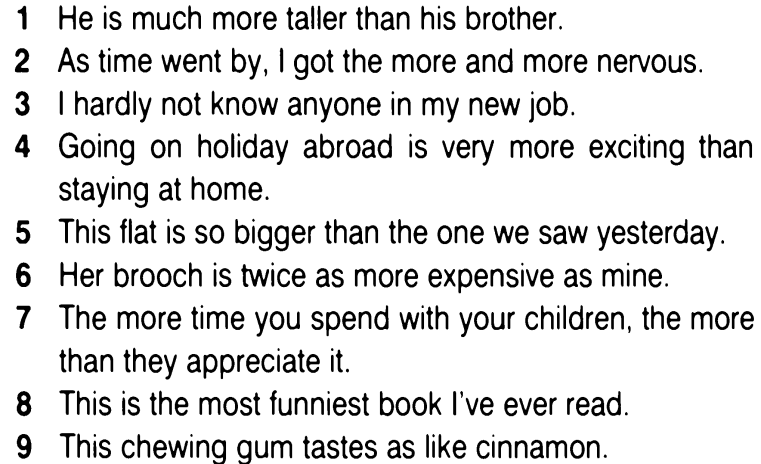 1 He is much more taller than his brother.
2 As time went by, I got the more and more nervous.
3 I hardly not know anyone in my new job.
4 Going on holiday abroad is very more exciting than
staying at home.
5 This flat is so bigger than the one we saw yesterday.
6 Her brooch is twice as more expensive as mine.
7 The more time you spend with your children, the more
than they appreciate it.
8 This is the most funniest book I've ever read.
9 This chewing gum tastes as like cinnamon.